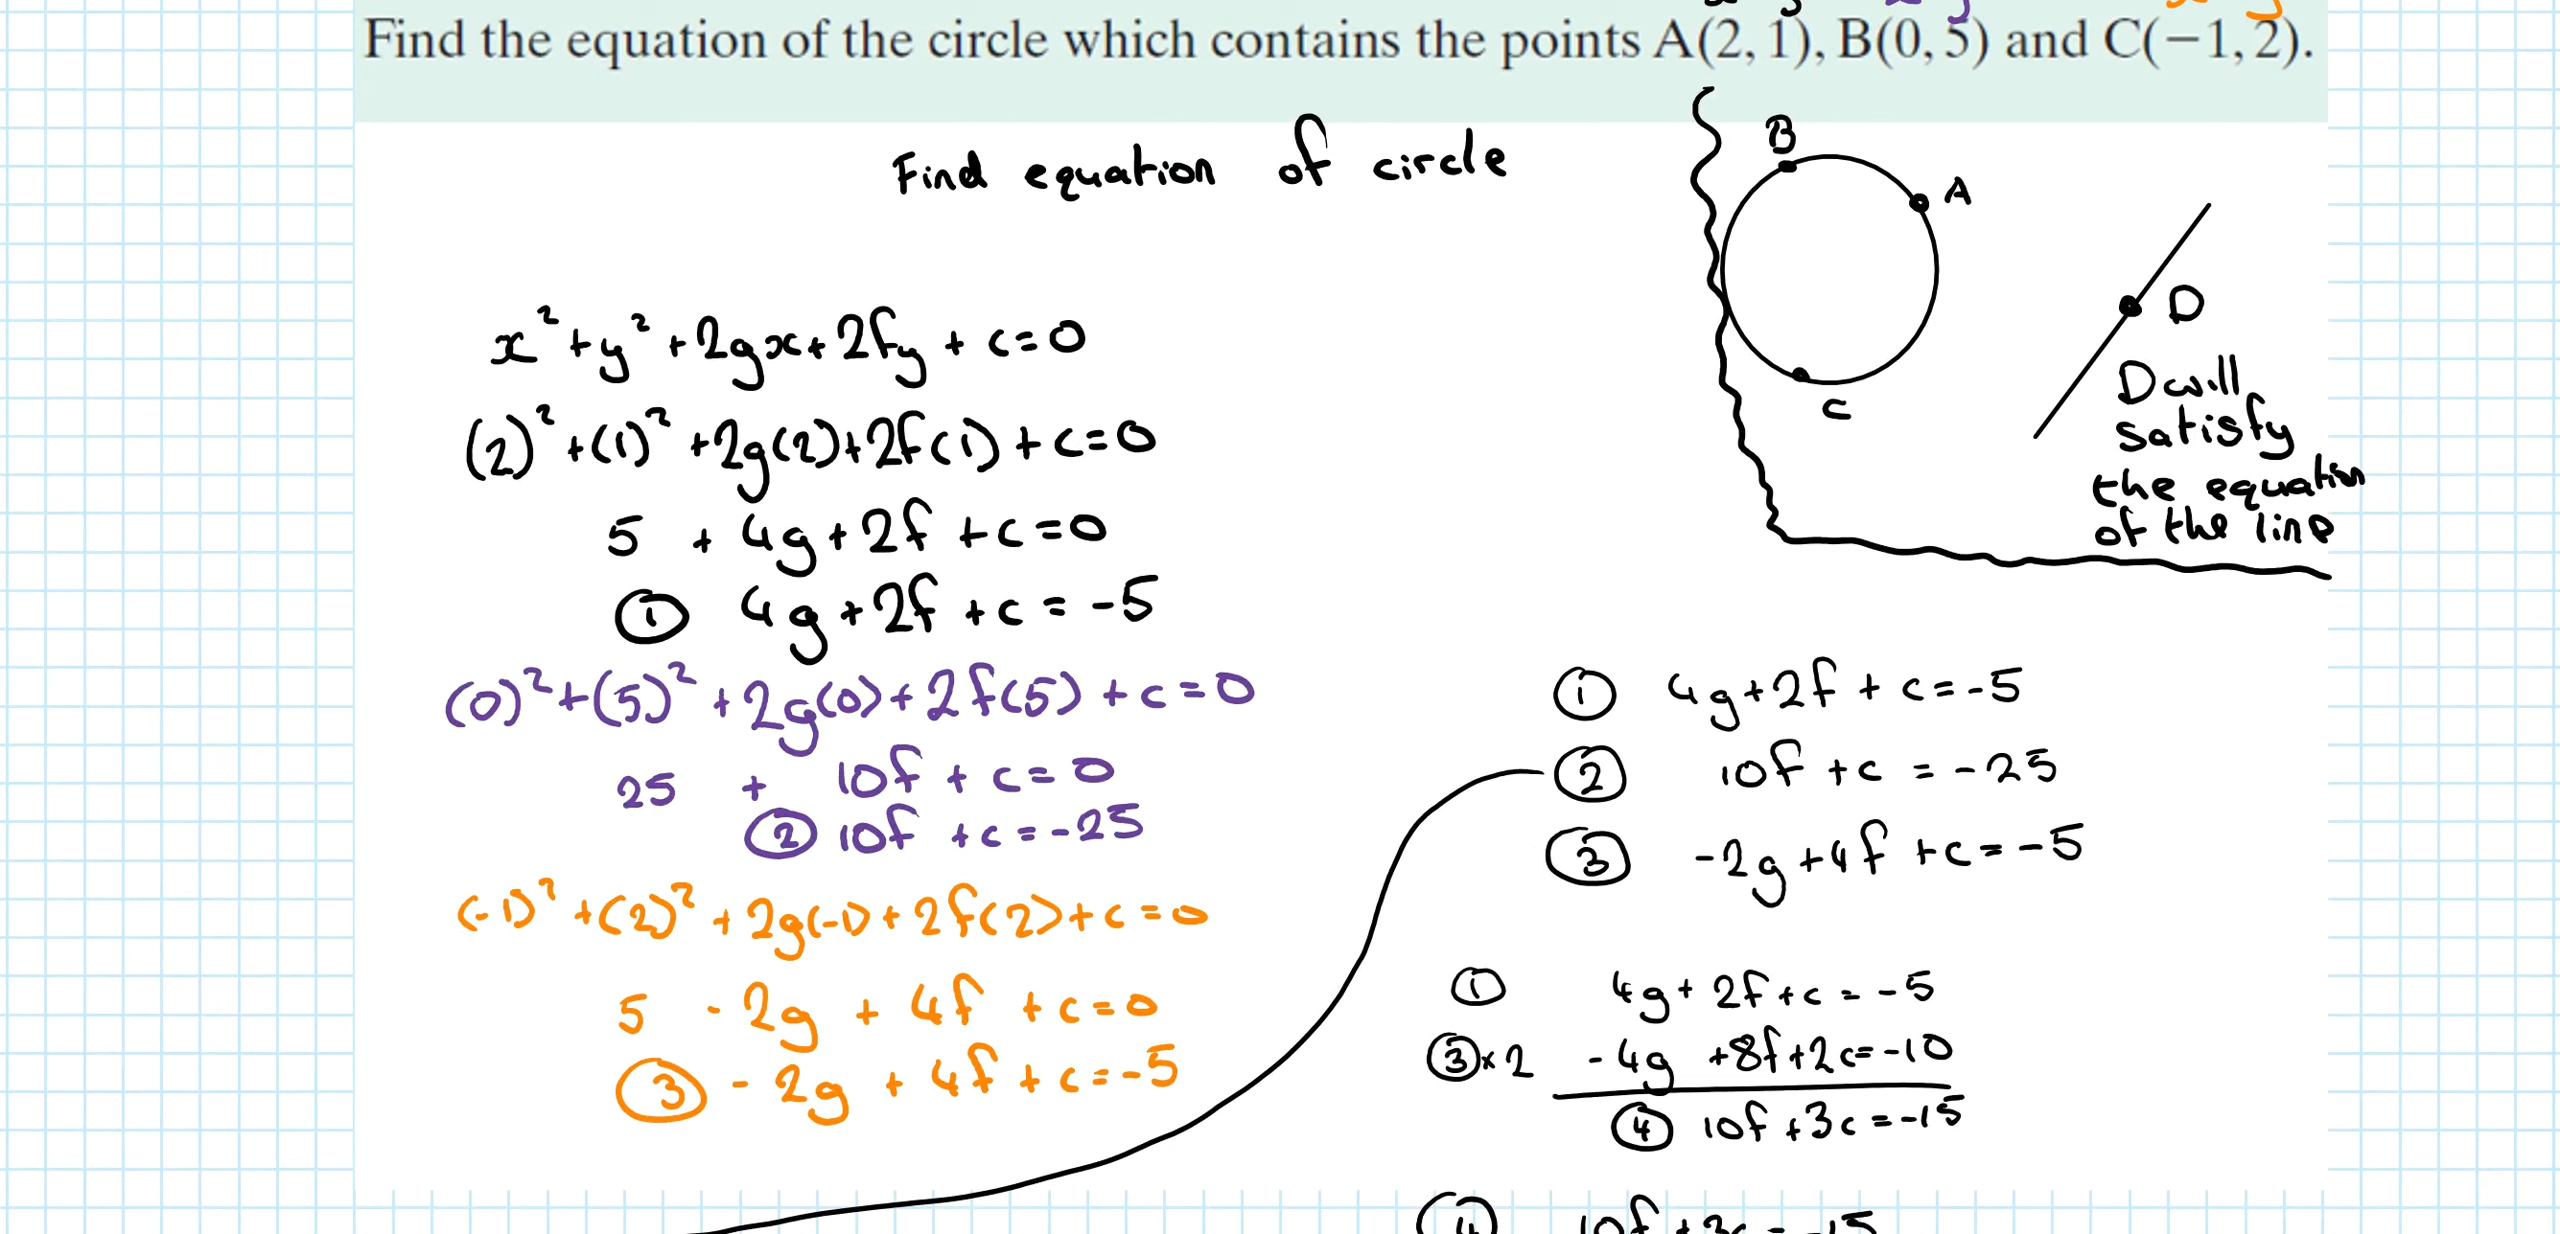 Find the equation of the circle which contains the points A(2, 1), B(0, 5) and C(−1, 2).
Find equation of circle
B
A
C
D
D will
satisfy
the equation
of the line
x² + y² + 2gx + 2fy + c = 0
(2)² + (1)² + 2g(2) + 2f(1) + c = 0
5 + 4g + 2f + c = 0
① 4g + 2f + c = -5
(0)² + (5)² + 2g(0) + 2f(5) + c = 0
25 + 10f + c = 0
② 10f + c = -25
(-1)² + (2)² + 2g(-1) + 2f(2) + c = 0
5 - 2g + 4f + c = 0
③ - 2g + 4f + c = -5
① 4g + 2f + c = -5
② 10f + c = -25
③ -2g + 4f + c = -5
① 4g + 2f + c = -5
③ x 2 - 4g + 8f + 2c = -10
④ 10f + 3c = -15
④ 10f + 3c = -15